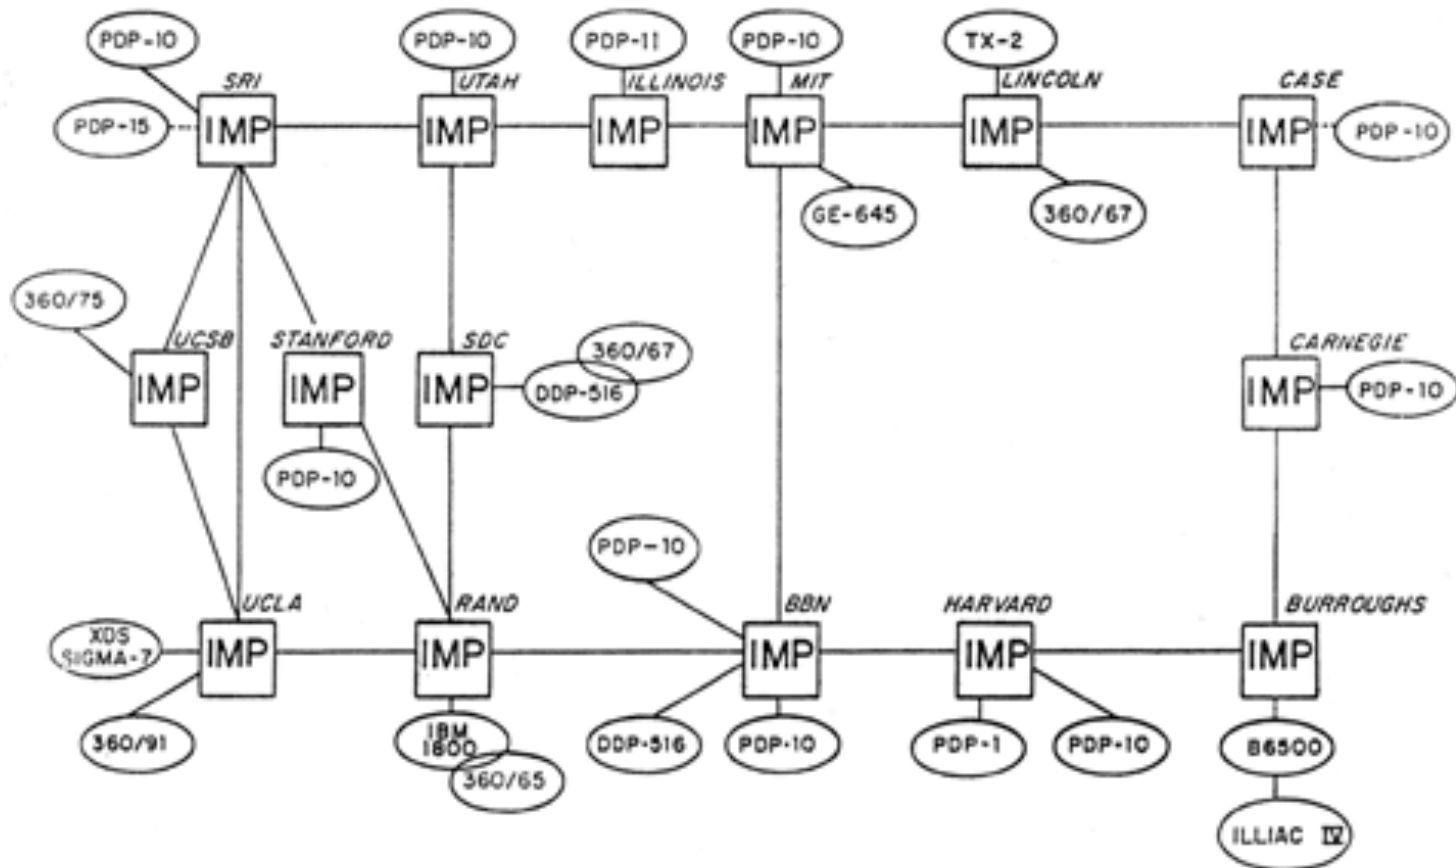 PDP-10
PDP-10
PDP-11
PDP-10
TX-2
SRI
UTAH
ILLINOIS
MIT
LINCOLN
CASE
PDP-15
IMP
IMP
IMP
IMP
IMP
IMP
PDP-10
GE-645
360/67
360/75
UCSB
STANFORD
SDC
360/67
CARNEGIE
IMP
IMP
IMP
DDP-516
IMP
PDP-10
PDP-10
PDP-10
UCLA
RAND
BBN
HARVARD
BURROUGHS
XDS
SIGMA-7
IMP
IMP
IMP
IMP
IMP
360/91
IBM
1800
360/65
DDP-516
PDP-10
PDP-1
PDP-10
B6500
ILLIAC IV